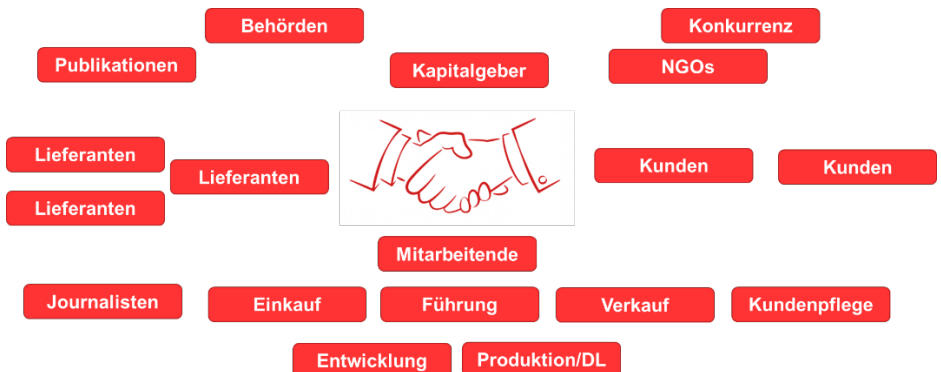 Behörden
Konkurrenz
Publikationen
Kapitalgeber
NGOs
Lieferanten
Lieferanten
Kunden
Kunden
Lieferanten
Mitarbeitende
Journalisten
Einkauf
Führung
Verkauf
Kundenpflege
Entwicklung
Produktion/DL